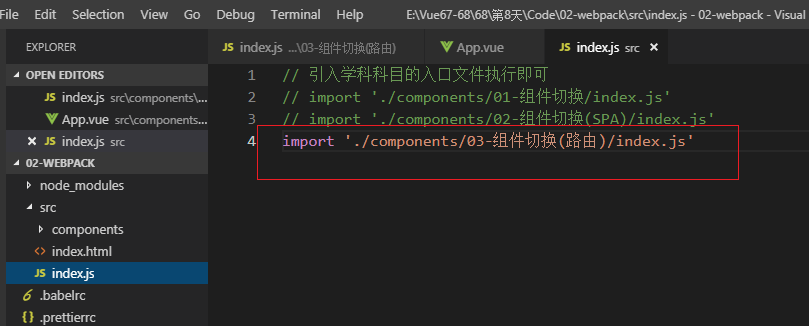 File Edit Selection View Go Debug Terminal Help E:\Vue67-68\68\第8天\Code\02-webpack\src\index.js - 02-webpack - Visual
EXPLORER
JS index.js ...\03-组件切换(路由) App.vue JS index.js src ×
OPEN EDITORS
JS index.js src\components\...
App.vue src\components\...
× JS index.js src
02-WEBPACK
node_modules
src
components
<> index.html
JS index.js
.babelrc
{} .prettierrc
1 // 引入学科科目的入口文件执行即可
2 // import './components/01-组件切换/index.js'
3 // import './components/02-组件切换(SPA)/index.js'
4 import './components/03-组件切换(路由)/index.js'